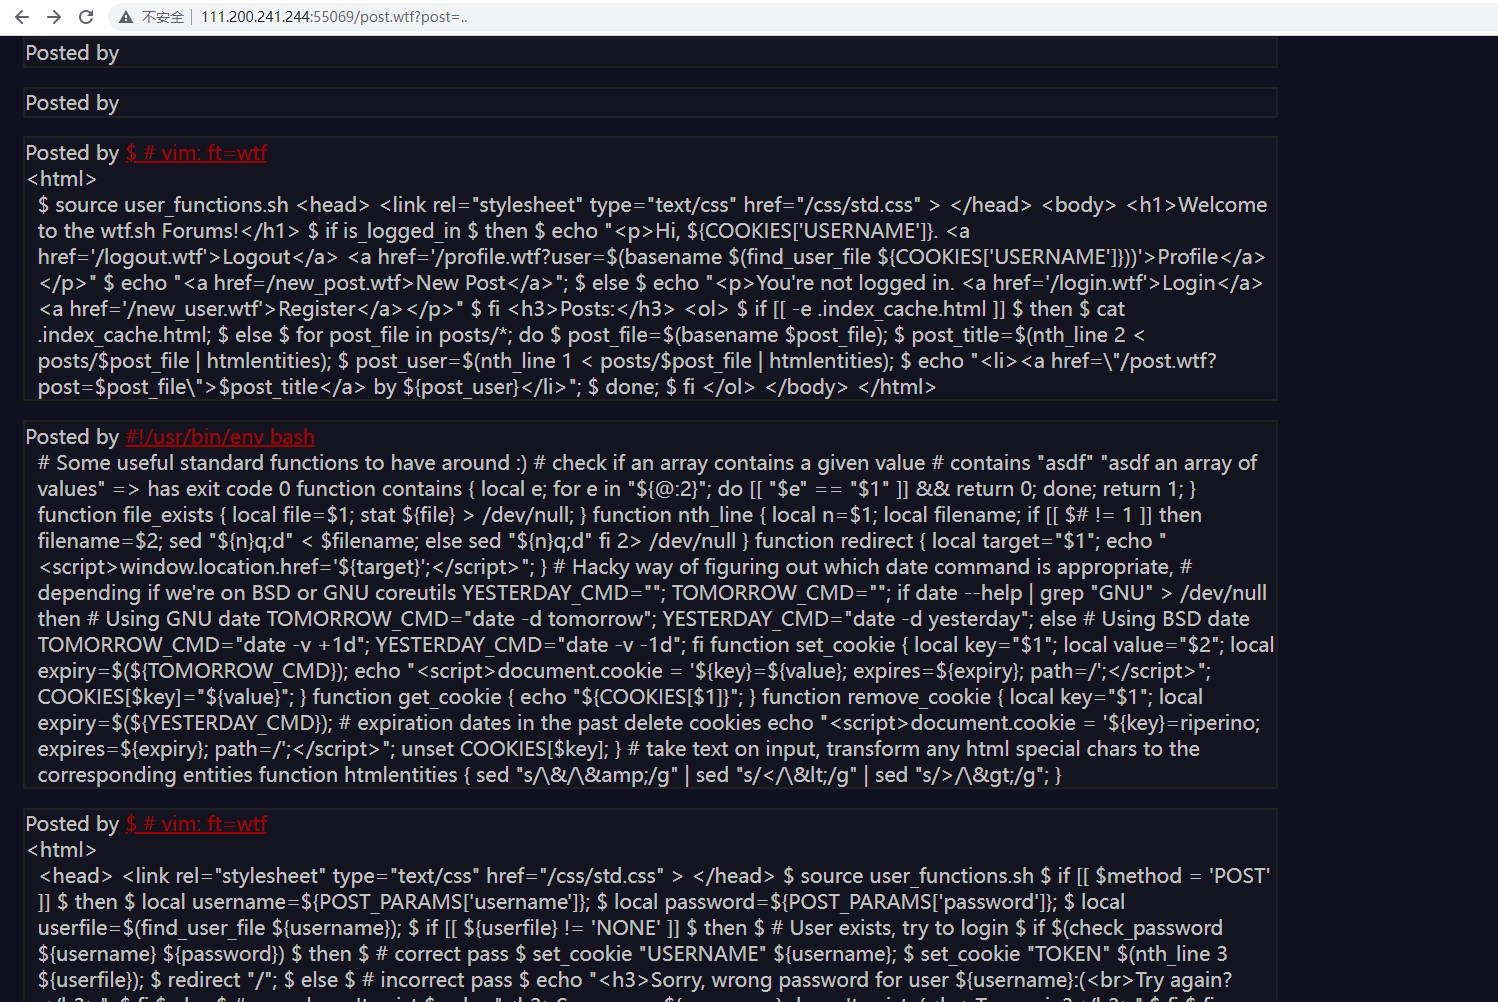 不安全 111.200.241.244:55069/post.wtf?post=..
Posted by
Posted by
Posted by $ # vim: ft=wtf
<html>
$ source user_functions.sh <head> <link rel="stylesheet" type="text/css" href="/css/std.css" > </head> <body> <h1>Welcome
to the wtf.sh Forums!</h1> $ if is_logged_in $ then $ echo "<p>Hi, ${COOKIES['USERNAME']}. <a
href='/logout.wtf'>Logout</a> <a href='/profile.wtf?user=$(basename $(find_user_file ${COOKIES['USERNAME']}))'>Profile</a>
</p>" $ echo "<a href=/new_post.wtf>New Post</a>"; $ else $ echo "<p>You're not logged in. <a href='/login.wtf'>Login</a>
<a href='/new_user.wtf'>Register</a></p>" $ fi <h3>Posts:</h3> <ol> $ if [[ -e .index_cache.html ]] $ then $ cat
.index_cache.html; $ else $ for post_file in posts/*; do $ post_file=$(basename $post_file); $ post_title=$(nth_line 2 <
posts/$post_file | htmlentities); $ post_user=$(nth_line 1 < posts/$post_file | htmlentities); $ echo "<li><a href=\"/post.wtf?
post=$post_file\">$post_title</a> by ${post_user}</li>"; $ done; $ fi </ol> </body> </html>
Posted by #!/usr/bin/env bash
# Some useful standard functions to have around :) # check if an array contains a given value # contains "asdf" "asdf an array of
values" => has exit code 0 function contains { local e; for e in "${@:2}"; do [[ "$e" == "$1" ]] && return 0; done; return 1; }
function file_exists { local file=$1; stat ${file} > /dev/null; } function nth_line { local n=$1; local filename; if [[ $# != 1 ]] then
filename=$2; sed "${n}q;d" < $filename; else sed "${n}q;d" fi 2> /dev/null } function redirect { local target="$1"; echo "
<script>window.location.href='${target}';</script>"; } # Hacky way of figuring out which date command is appropriate, #
depending if we're on BSD or GNU coreutils YESTERDAY_CMD=""; TOMORROW_CMD=""; if date --help | grep "GNU" > /dev/null
then # Using GNU date TOMORROW_CMD="date -d tomorrow"; YESTERDAY_CMD="date -d yesterday"; else # Using BSD date
TOMORROW_CMD="date -v +1d"; YESTERDAY_CMD="date -v -1d"; fi function set_cookie { local key="$1"; local value="$2"; local
expiry=$(${TOMORROW_CMD}); echo "<script>document.cookie = '${key}=${value}; expires=${expiry}; path=/';</script>";
COOKIES[$key]="${value}"; } function get_cookie { echo "${COOKIES[$1]}"; } function remove_cookie { local key="$1"; local
expiry=$(${YESTERDAY_CMD}); # expiration dates in the past delete cookies echo "<script>document.cookie = '${key}=riperino;
expires=${expiry}; path=/';</script>"; unset COOKIES[$key]; } # take text on input, transform any html special chars to the
corresponding entities function htmlentities { sed "s/\&/\&amp;/g" | sed "s/</\&lt;/g" | sed "s/>/\&gt;/g"; }
Posted by $ # vim: ft=wtf
<html>
<head> <link rel="stylesheet" type="text/css" href="/css/std.css" > </head> $ source user_functions.sh $ if [[ $method = 'POST'
]] $ then $ local username=${POST_PARAMS['username']}; $ local password=${POST_PARAMS['password']}; $ local
userfile=$(find_user_file ${username}); $ if [[ ${userfile} != 'NONE' ]] $ then $ # User exists, try to login $ if $(check_password
${username} ${password}) $ then $ # correct pass $ set_cookie "USERNAME" ${username}; $ set_cookie "TOKEN" $(nth_line 3
${userfile}); $ redirect "/"; $ else $ # incorrect pass $ echo "<h3>Sorry, wrong password for user ${username}:(<br>Try again?